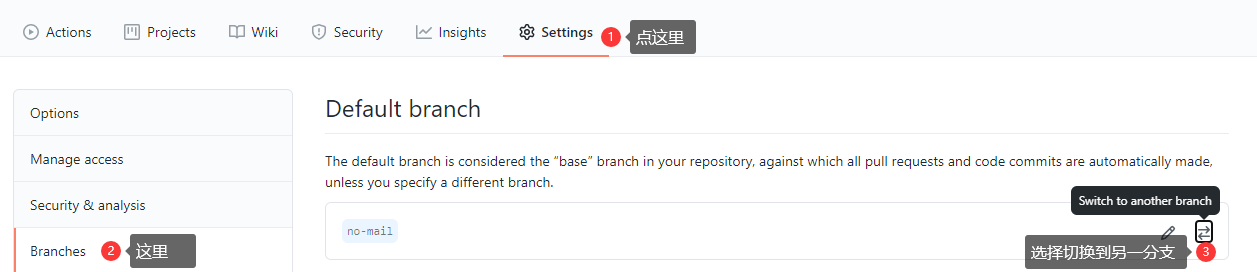 Actions Projects Wiki Security Insights Settings 1 点这里
Default branch
Options
Manage access
The default branch is considered the “base” branch in your repository, against which all pull requests and code commits are automatically made,
unless you specify a different branch.
Security & analysis
Switch to another branch
no-mail
Branches 2 这里
选择切换到另一分支 3